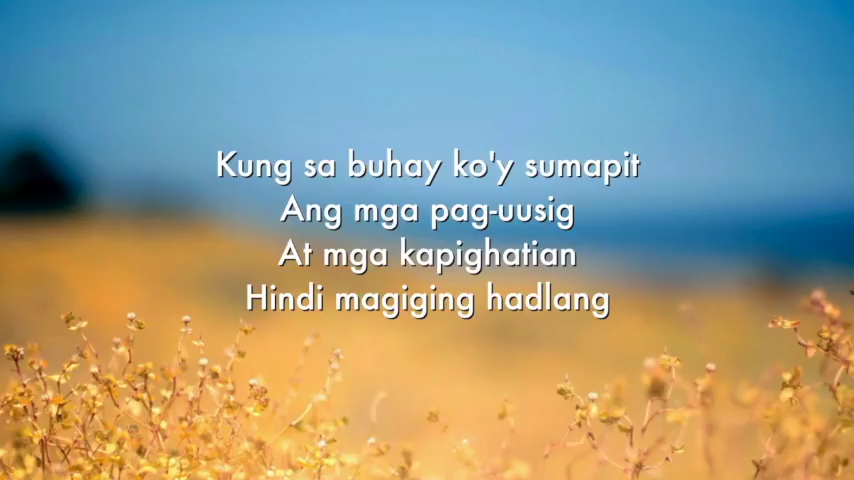 Kung sa buhay ko'y sumapit
Ang mga pag-uusig
At mga kapighatian
Hindi magiging hadlang